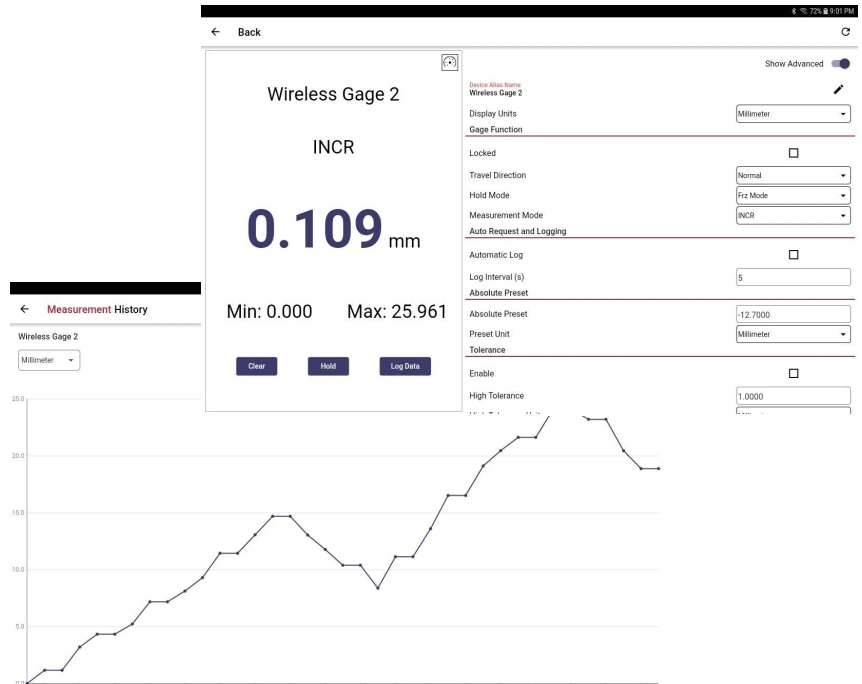 72% 9:01 PM
Back
Wireless Gage 2
INCR
0.109 mm
Min: 0.000 Max: 25.961
Clear Hold Log Data
Show Advanced
Device Alias Name
Wireless Gage 2
Display Units Millimeter
Gage Function
Locked
Travel Direction Normal
Hold Mode Frz Mode
Measurement Mode INCR
Auto Request and Logging
Automatic Log
Log Interval (s) 5
Absolute Preset
Absolute Preset -12.7000
Preset Unit Millimeter
Tolerance
Enable
High Tolerance 1.0000
Measurement History
Wireless Gage 2
Millimeter
25.0
20.0
15.0
10.0
5.0
0.0